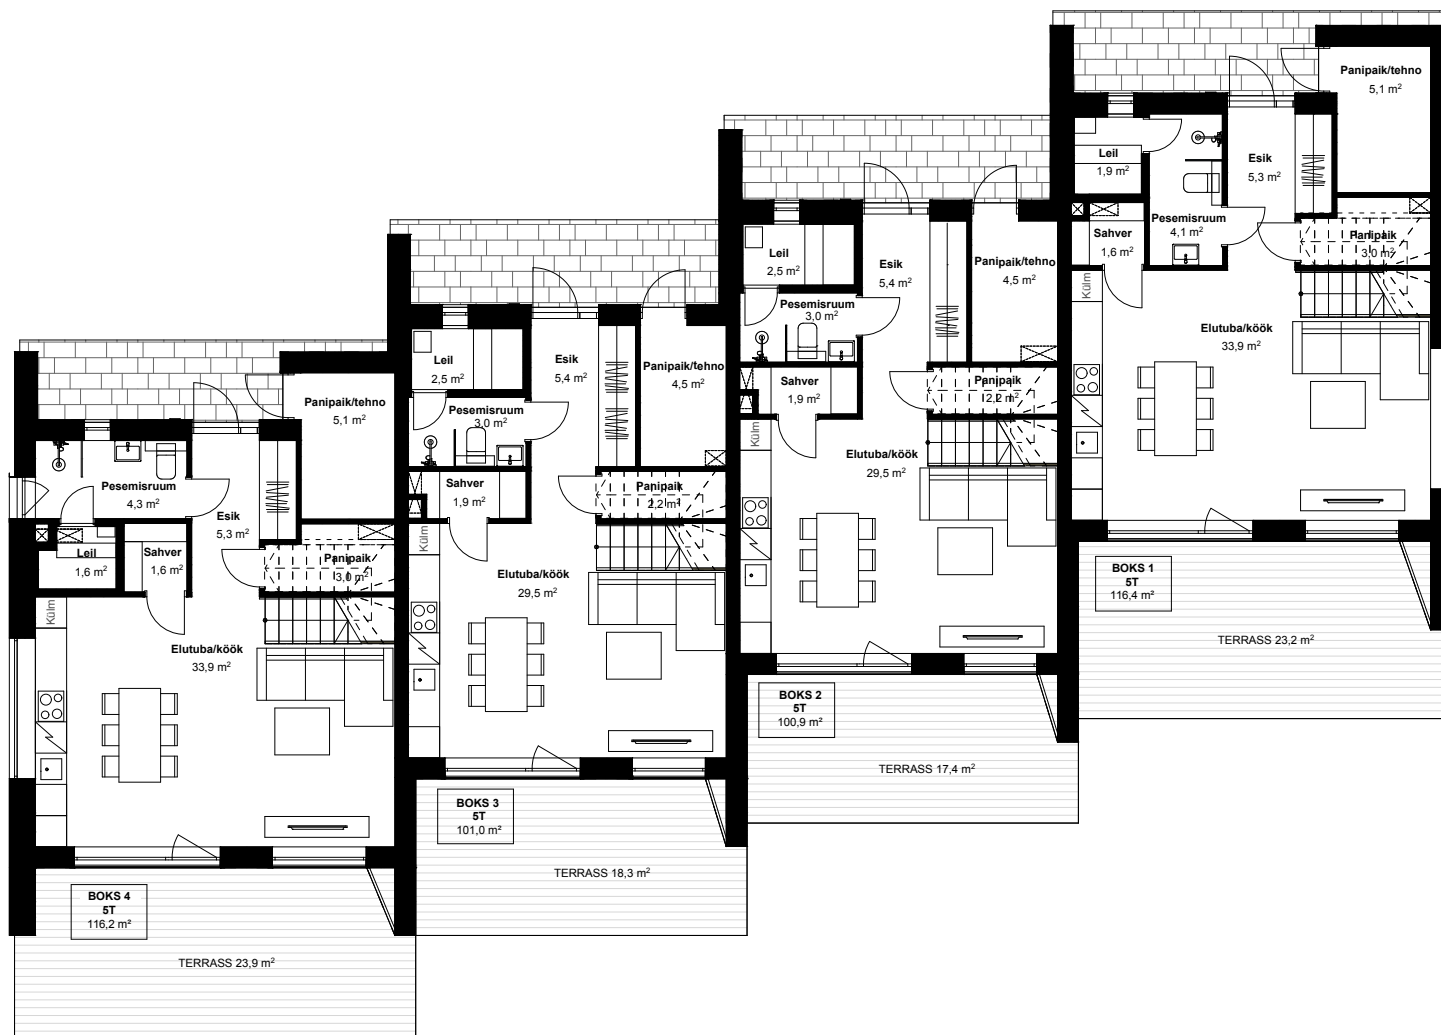 Panipaik/tehno
5,1 m²
Leil
1,9 m²
Esik
5,3 m²
Pesemisruum
4,1 m²
Sahver
1,6 m²
Panipaik
3,0 m²
Külm
Elutuba/köök
33,9 m²
BOKS 1
5T
116,4 m²
TERRASS 23,2 m²
Leil
2,5 m²
Esik
5,4 m²
Panipaik/tehno
4,5 m²
Pesemisruum
3,0 m²
Sahver
1,9 m²
Panipaik
2,2 m²
Külm
Elutuba/köök
29,5 m²
BOKS 2
5T
100,9 m²
TERRASS 17,4 m²
Leil
2,5 m²
Esik
5,4 m²
Panipaik/tehno
4,5 m²
Pesemisruum
3,0 m²
Sahver
1,9 m²
Panipaik
2,2 m²
Külm
Elutuba/köök
29,5 m²
BOKS 3
5T
101,0 m²
TERRASS 18,3 m²
Panipaik/tehno
5,1 m²
Pesemisruum
4,3 m²
Esik
5,3 m²
Leil
1,6 m²
Sahver
1,6 m²
Panipaik
3,0 m²
Külm
Elutuba/köök
33,9 m²
BOKS 4
5T
116,2 m²
TERRASS 23,9 m²